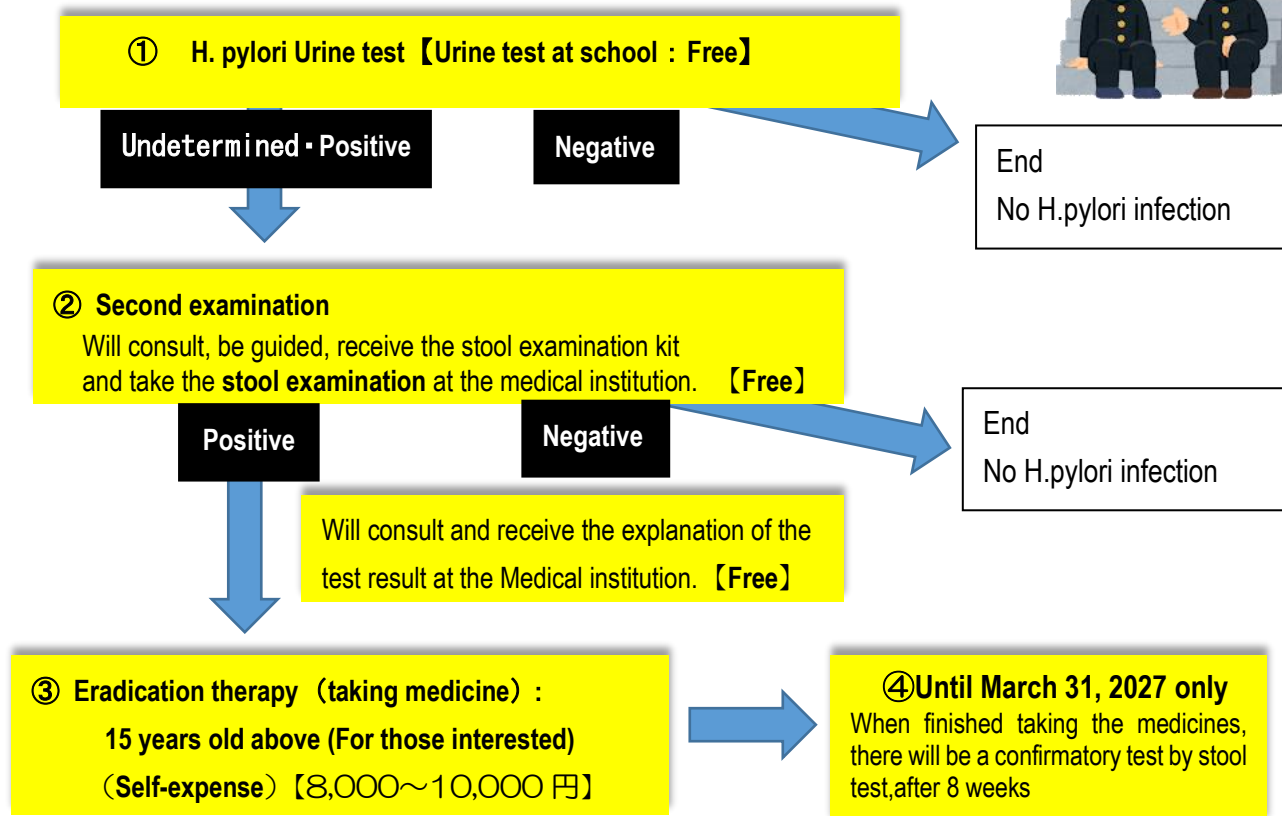 ① H. pylori Urine test【Urine test at school：Free】
Undetermined・Positive
Negative
End
No H.pylori infection
② Second examination
Will consult, be guided, receive the stool examination kit
and take the stool examination at the medical institution. 【Free】
Positive
Negative
End
No H.pylori infection
Will consult and receive the explanation of the
test result at the Medical institution.【Free】
③ Eradication therapy（taking medicine）:
15 years old above (For those interested)
（Self-expense）【8,000～10,000 円】
④Until March 31, 2027 only
When finished taking the medicines,
there will be a confirmatory test by stool
test,after 8 weeks